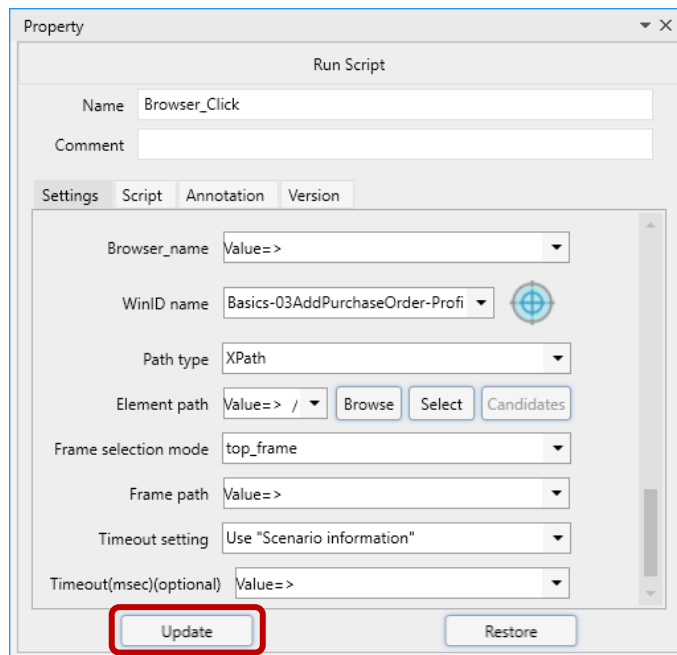 Property
Run Script
Name Browser_Click
Comment
Settings Script Annotation Version
Browser_name Value=>
WinID name Basics-03AddPurchaseOrder-Profi
Path type XPath
Element path Value=> / Browse Select Candidates
Frame selection mode top_frame
Frame path Value=>
Timeout setting Use "Scenario information"
Timeout(msec)(optional) Value=>
Update Restore